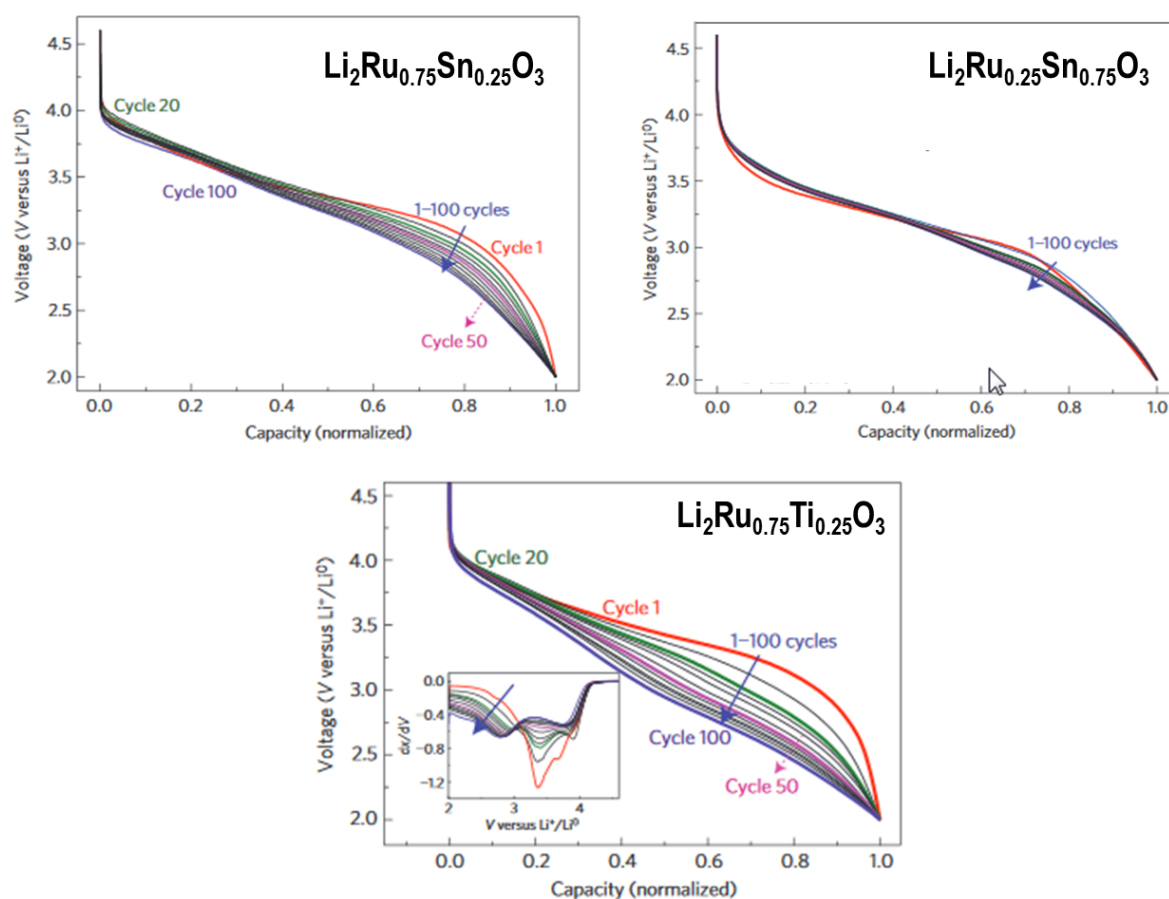 Li2Ru0.75Sn0.25O3
Voltage (V versus Li+/Li0)
4.5
4.0
3.5
3.0
2.5
2.0
Cycle 20
Cycle 100
1–100 cycles
Cycle 1
Cycle 50
0.0 0.2 0.4 0.6 0.8 1.0
Capacity (normalized)
Li2Ru0.25Sn0.75O3
Voltage (V versus Li+/Li0)
4.5
4.0
3.5
3.0
2.5
2.0
1–100 cycles
0.0 0.2 0.4 0.6 0.8 1.0
Capacity (normalized)
Li2Ru0.75Ti0.25O3
Voltage (V versus Li+/Li0)
4.5
4.0
3.5
3.0
2.5
2.0
Cycle 20
Cycle 1
1–100 cycles
Cycle 100
Cycle 50
dx/dV
0.0
−0.4
−0.8
−1.2
2 3 4
V versus Li+/Li0
0.0 0.2 0.4 0.6 0.8 1.0
Capacity (normalized)